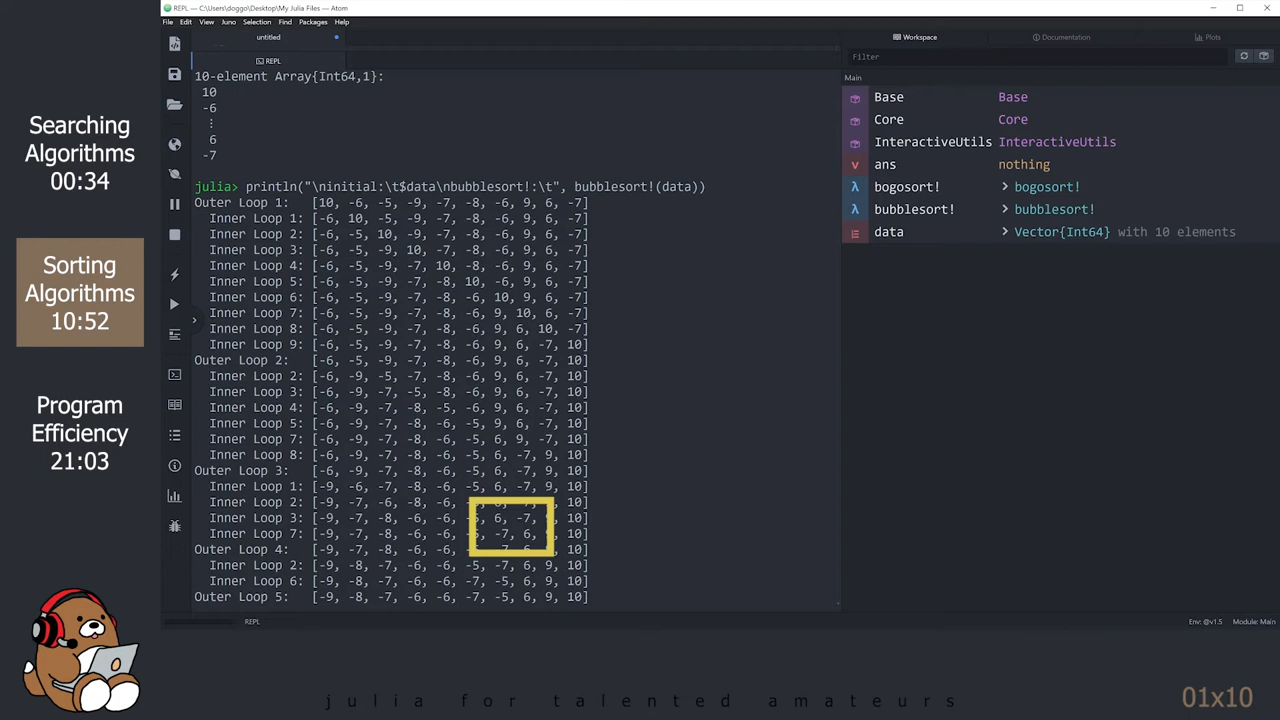 REPL — C:\Users\doggo\Desktop\My Julia Files — Atom
File Edit View Juno Selection Find Packages Help
untitled
REPL
Workspace
Documentation
Plots
Filter
Main
Base Base
Core Core
InteractiveUtils InteractiveUtils
ans nothing
bogosort! bogosort!
bubblesort! bubblesort!
data Vector{Int64} with 10 elements
10-element Array{Int64,1}:
10
-6
⋮
6
-7
julia> println("\ninitial:\t$data\nbubblesort!:\t", bubblesort!(data))
Outer Loop 1: [10, -6, -5, -9, -7, -8, -6, 9, 6, -7]
Inner Loop 1: [-6, 10, -5, -9, -7, -8, -6, 9, 6, -7]
Inner Loop 2: [-6, -5, 10, -9, -7, -8, -6, 9, 6, -7]
Inner Loop 3: [-6, -5, -9, 10, -7, -8, -6, 9, 6, -7]
Inner Loop 4: [-6, -5, -9, -7, 10, -8, -6, 9, 6, -7]
Inner Loop 5: [-6, -5, -9, -7, -8, 10, -6, 9, 6, -7]
Inner Loop 6: [-6, -5, -9, -7, -8, -6, 10, 9, 6, -7]
Inner Loop 7: [-6, -5, -9, -7, -8, -6, 9, 10, 6, -7]
Inner Loop 8: [-6, -5, -9, -7, -8, -6, 9, 6, 10, -7]
Inner Loop 9: [-6, -5, -9, -7, -8, -6, 9, 6, -7, 10]
Outer Loop 2: [-6, -5, -9, -7, -8, -6, 9, 6, -7, 10]
Inner Loop 2: [-6, -9, -5, -7, -8, -6, 9, 6, -7, 10]
Inner Loop 3: [-6, -9, -7, -5, -8, -6, 9, 6, -7, 10]
Inner Loop 4: [-6, -9, -7, -8, -5, -6, 9, 6, -7, 10]
Inner Loop 5: [-6, -9, -7, -8, -6, -5, 9, 6, -7, 10]
Inner Loop 7: [-6, -9, -7, -8, -6, -5, 6, 9, -7, 10]
Inner Loop 8: [-6, -9, -7, -8, -6, -5, 6, -7, 9, 10]
Outer Loop 3: [-6, -9, -7, -8, -6, -5, 6, -7, 9, 10]
Inner Loop 1: [-9, -6, -7, -8, -6, -5, 6, -7, 9, 10]
Inner Loop 2: [-9, -7, -6, -8, -6, 10]
Inner Loop 3: [-9, -7, -8, -6, -6, 6, -7, 10]
Inner Loop 7: [-9, -7, -8, -6, -6, -7, 6, 10]
Outer Loop 4: [-9, -7, -8, -6, -6, 10]
Inner Loop 2: [-9, -8, -7, -6, -6, -5, -7, 6, 9, 10]
Inner Loop 6: [-9, -8, -7, -6, -6, -7, -5, 6, 9, 10]
Outer Loop 5: [-9, -8, -7, -6, -6, -7, -5, 6, 9, 10]
REPL
Env: @v1.5
Module: Main
Searching
Algorithms
00:34
Sorting
Algorithms
10:52
Program
Efficiency
21:03
julia for talented amateurs
01x10